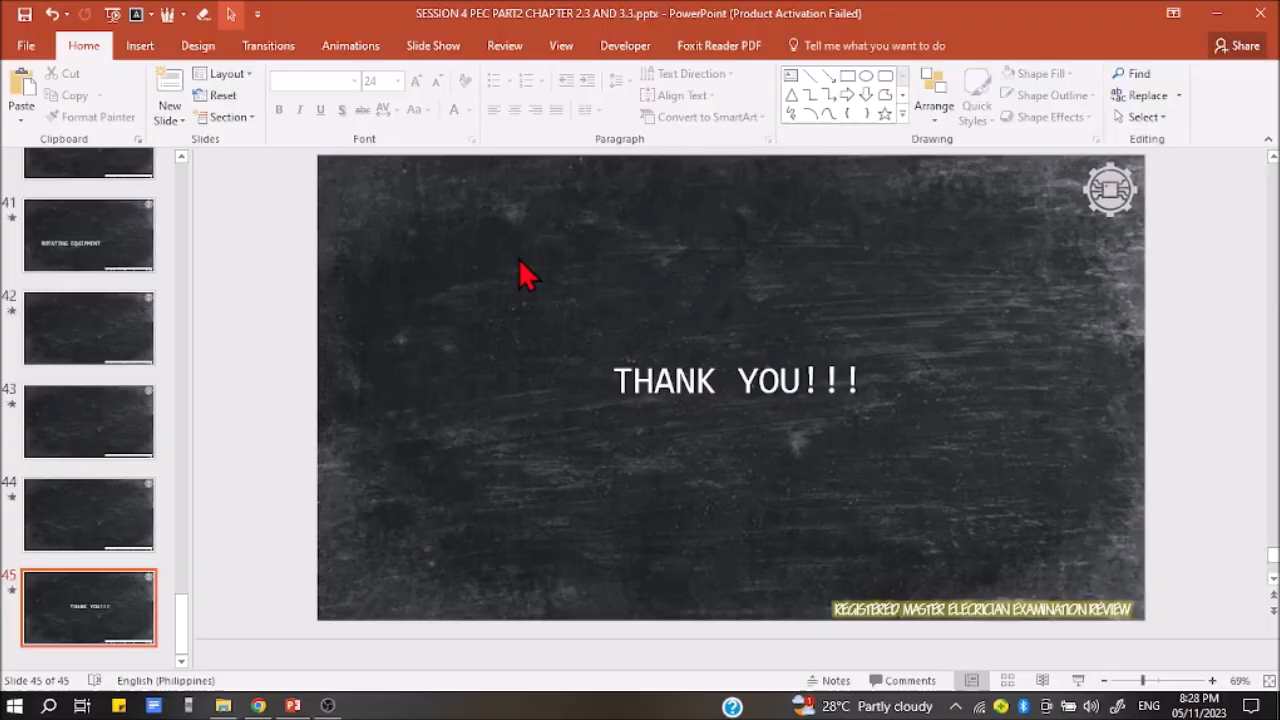 SESSION 4 PEC PART2 CHAPTER 2.3 AND 3.3.pptx - PowerPoint (Product Activation Failed)
File Home Insert Design Transitions Animations Slide Show Review View Developer Foxit Reader PDF Tell me what you want to do Share
Paste
Cut
Copy
Format Painter
Clipboard
New Slide
Layout
Reset
Section
Slides
24
Font
Text Direction
Align Text
Convert to SmartArt
Paragraph
Arrange
Quick Styles
Shape Fill
Shape Outline
Shape Effects
Drawing
Find
Replace
Select
Editing
41
ROTATING EQUIPMENT
42
43
44
45
THANK YOU!!!
THANK YOU!!!
REGISTERED MASTER ELECRICIAN EXAMINATION REVIEW
Slide 45 of 45 English (Philippines) Notes Comments 69%
28°C Partly cloudy ENG 8:28 PM
05/11/2023